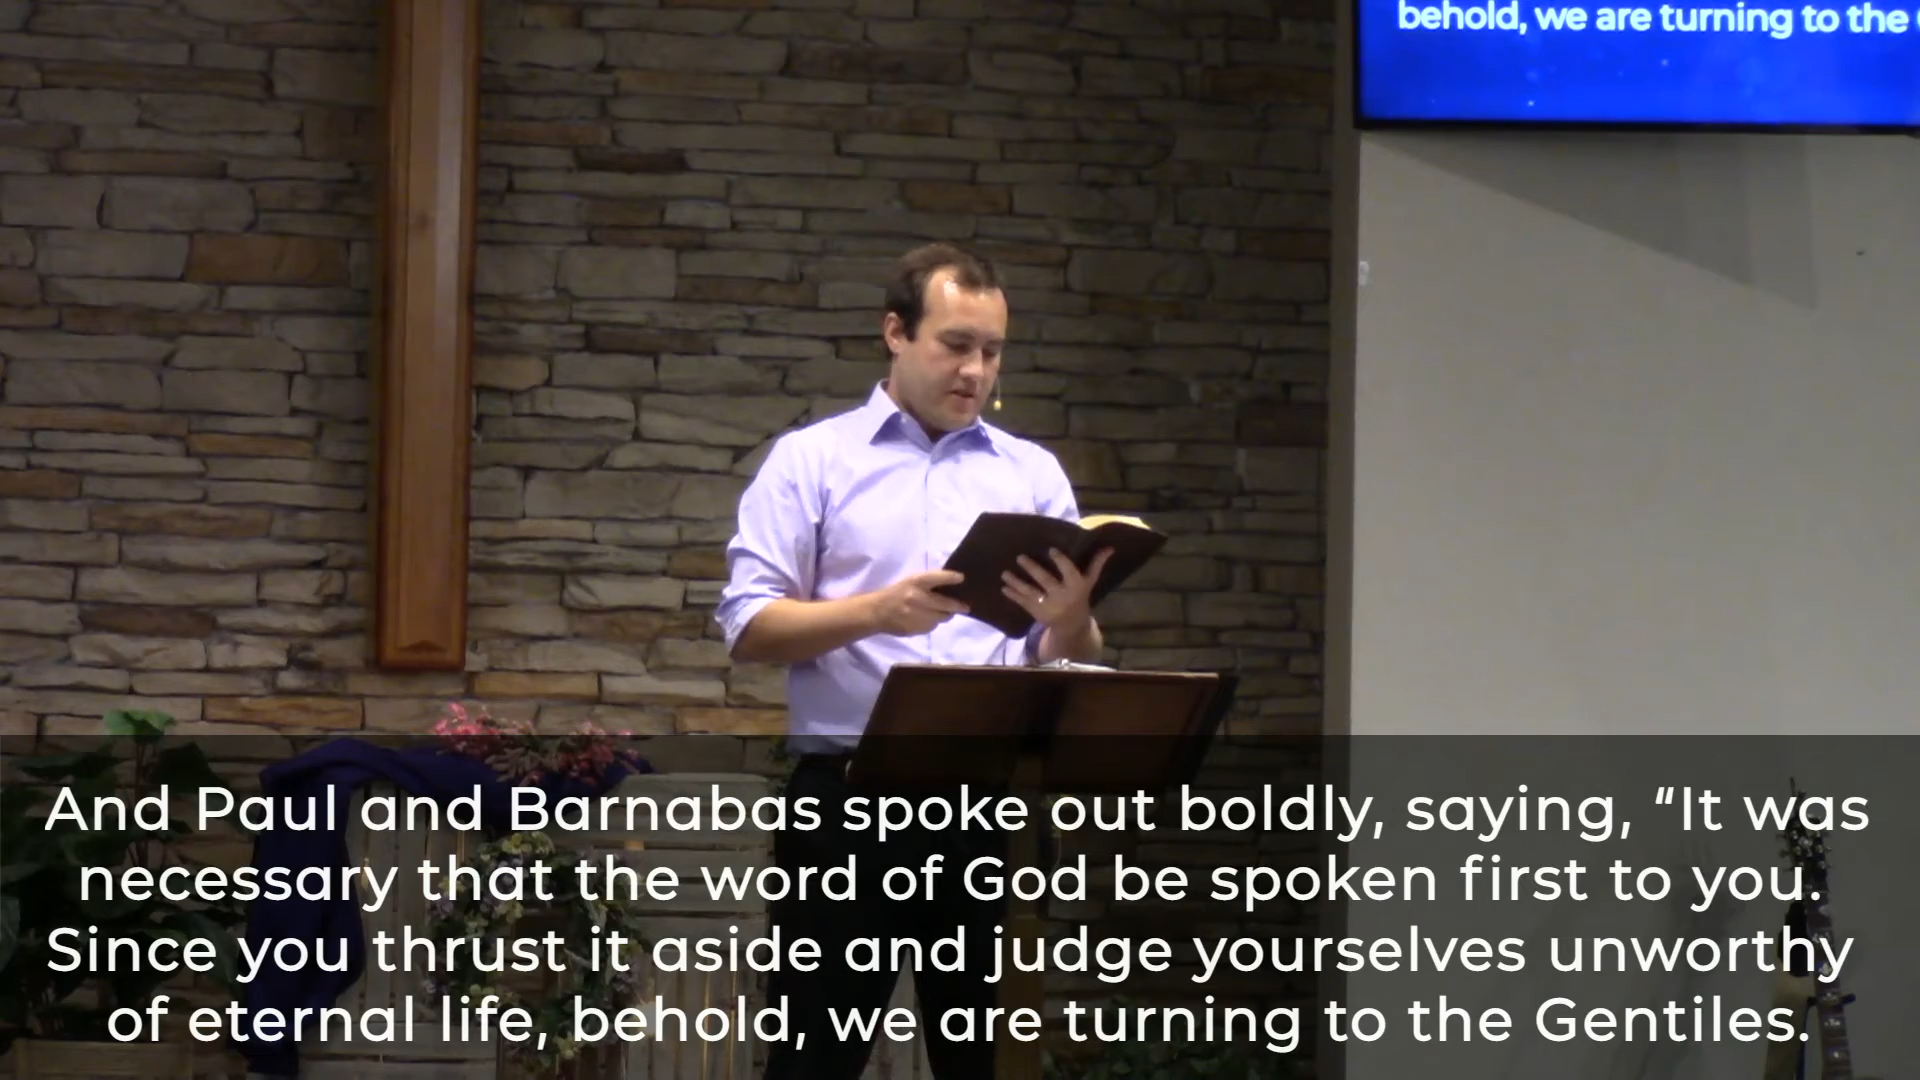 behold, we are turning to the
And Paul and Barnabas spoke out boldly, saying, “It was
necessary that the word of God be spoken first to you.
Since you thrust it aside and judge yourselves unworthy
of eternal life, behold, we are turning to the Gentiles.